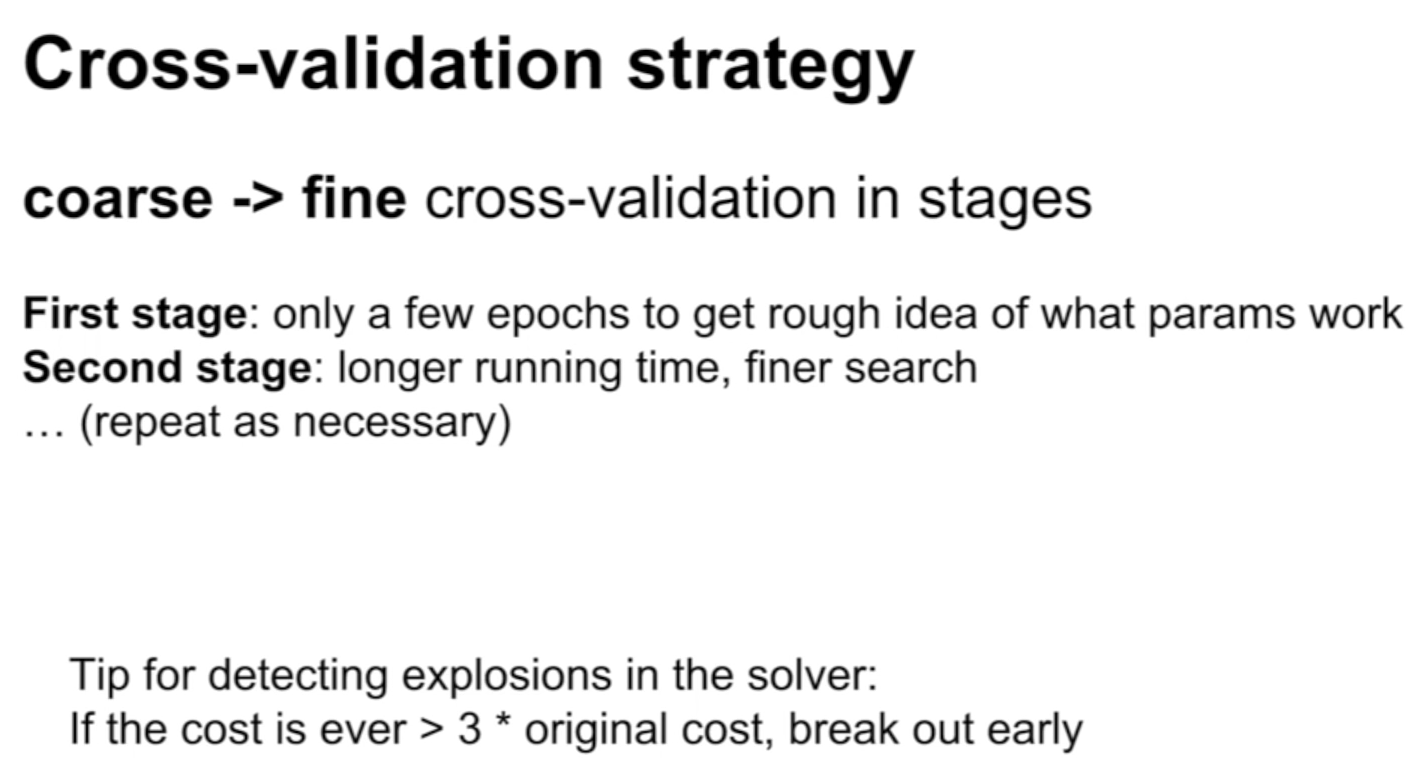 Cross-validation strategy
coarse -> fine cross-validation in stages
First stage: only a few epochs to get rough idea of what params work
Second stage: longer running time, finer search
… (repeat as necessary)
Tip for detecting explosions in the solver:
If the cost is ever > 3 * original cost, break out early